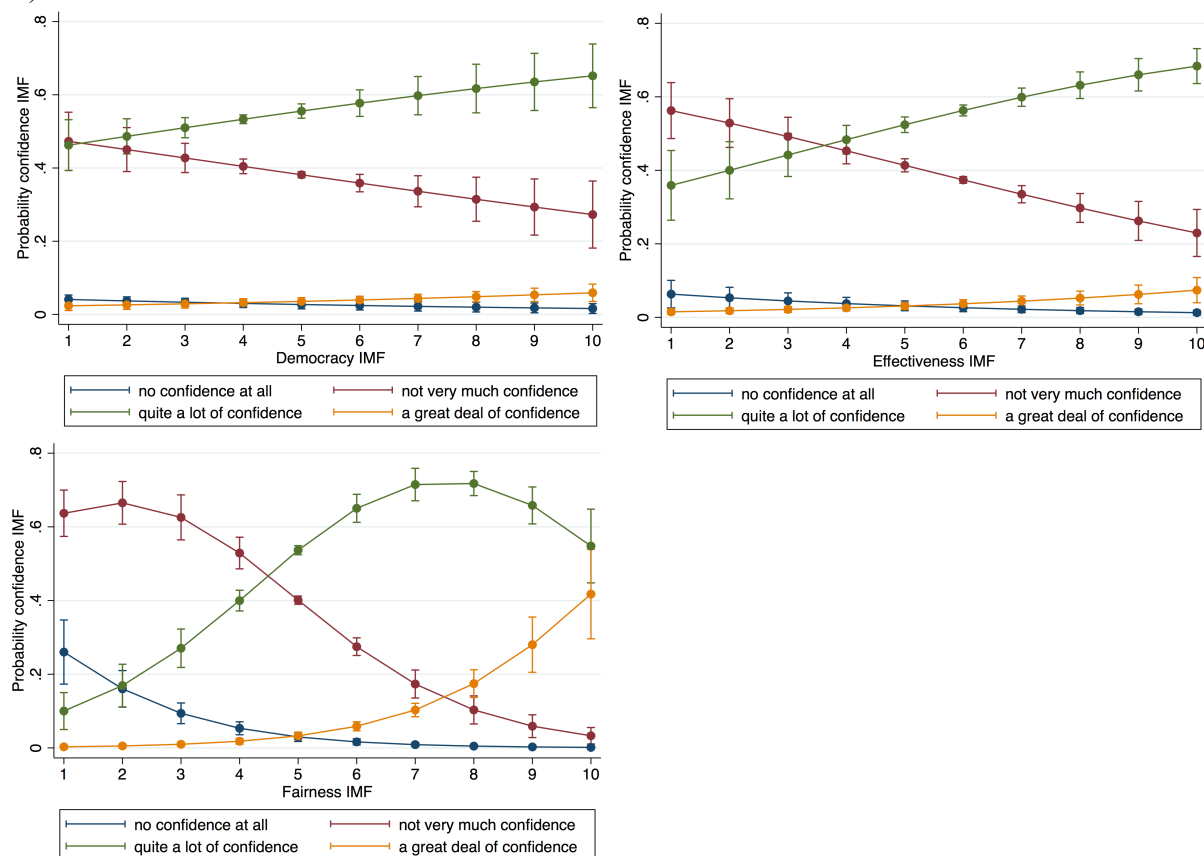 .8
.6
.4
.2
0
Probability confidence IMF
1 2 3 4 5 6 7 8 9 10
Democracy IMF
no confidence at all not very much confidence
quite a lot of confidence a great deal of confidence
.8
.6
.4
.2
0
Probability confidence IMF
1 2 3 4 5 6 7 8 9 10
Effectiveness IMF
no confidence at all not very much confidence
quite a lot of confidence a great deal of confidence
.8
.6
.4
.2
0
Probability confidence IMF
1 2 3 4 5 6 7 8 9 10
Fairness IMF
no confidence at all not very much confidence
quite a lot of confidence a great deal of confidence